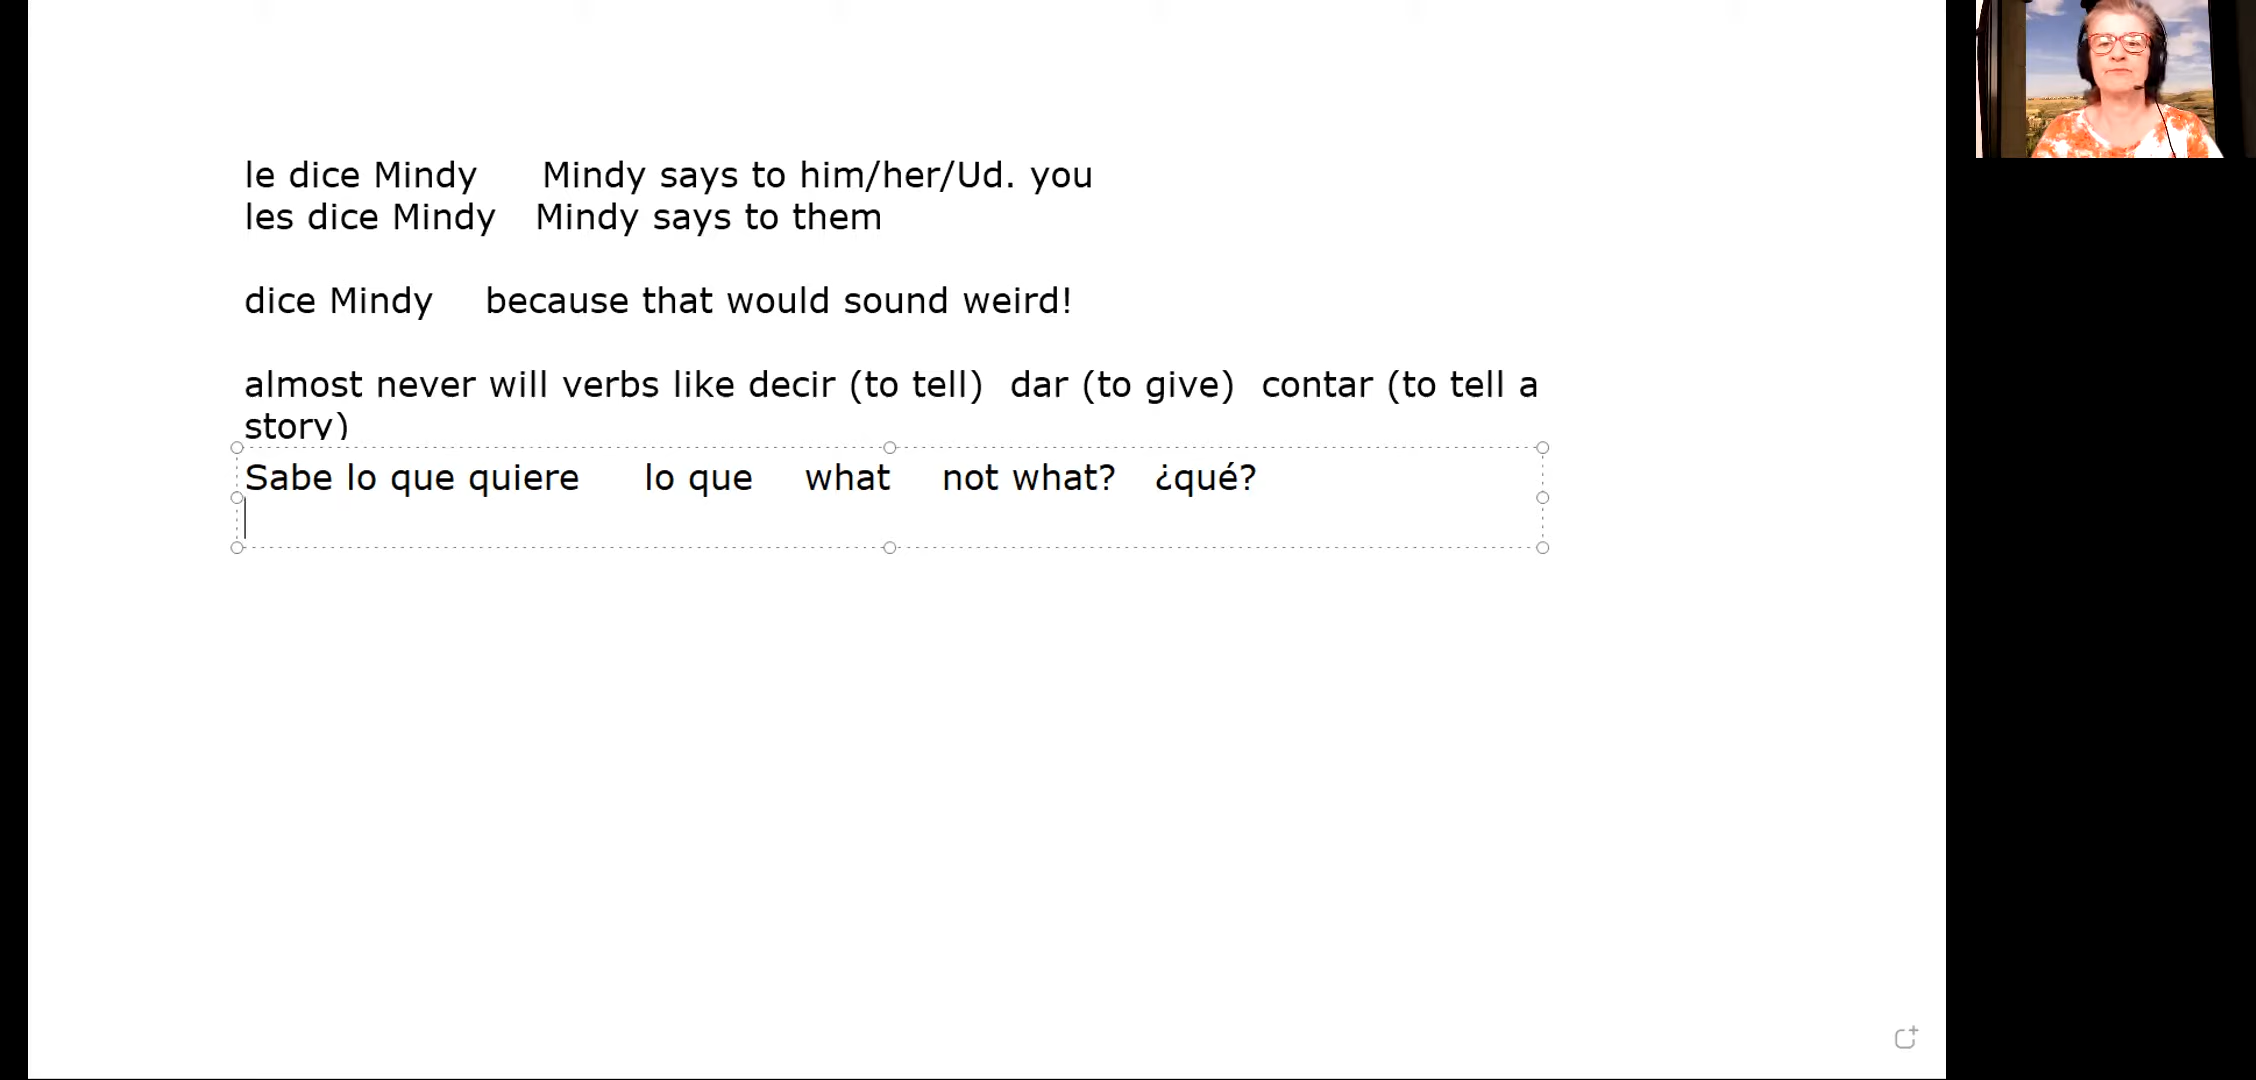 le dice Mindy Mindy says to him/her/Ud. you
les dice Mindy Mindy says to them
dice Mindy because that would sound weird!
almost never will verbs like decir (to tell) dar (to give) contar (to tell a
story)
Sabe lo que quiere lo que what not what? ¿qué?